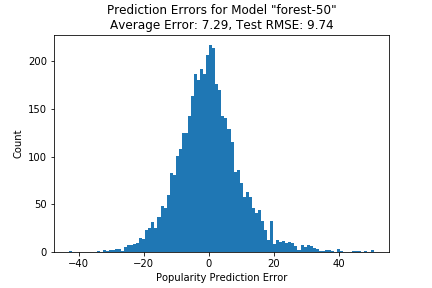 Prediction Errors for Model "forest-50"
Average Error: 7.29, Test RMSE: 9.74
200
150
100
50
0
Count
−40 −20 0 20 40
Popularity Prediction Error